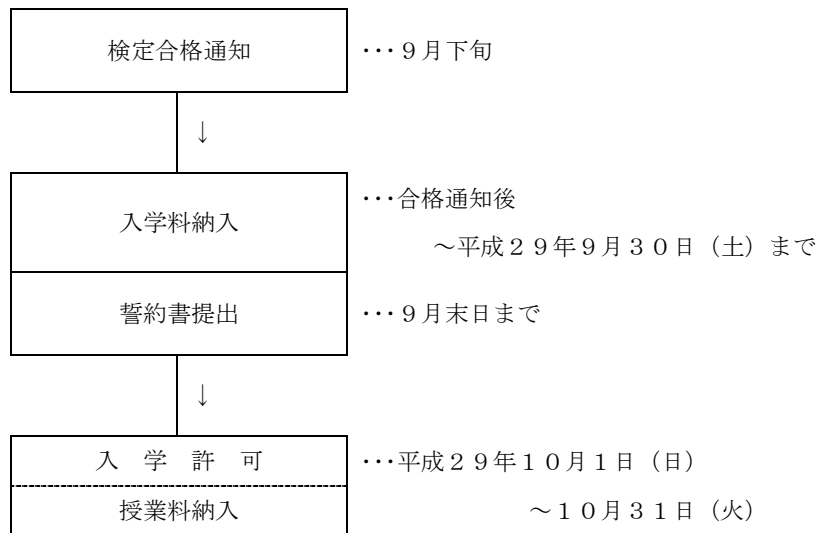 検定合格通知 ･･･９月下旬
↓
入学料納入 ･･･合格通知後
～平成２９年９月３０日（土）まで
誓約書提出 ･･･９月末日まで
↓
入 学 許 可 ･･･平成２９年１０月１日（日）
授業料納入 ～１０月３１日（火）